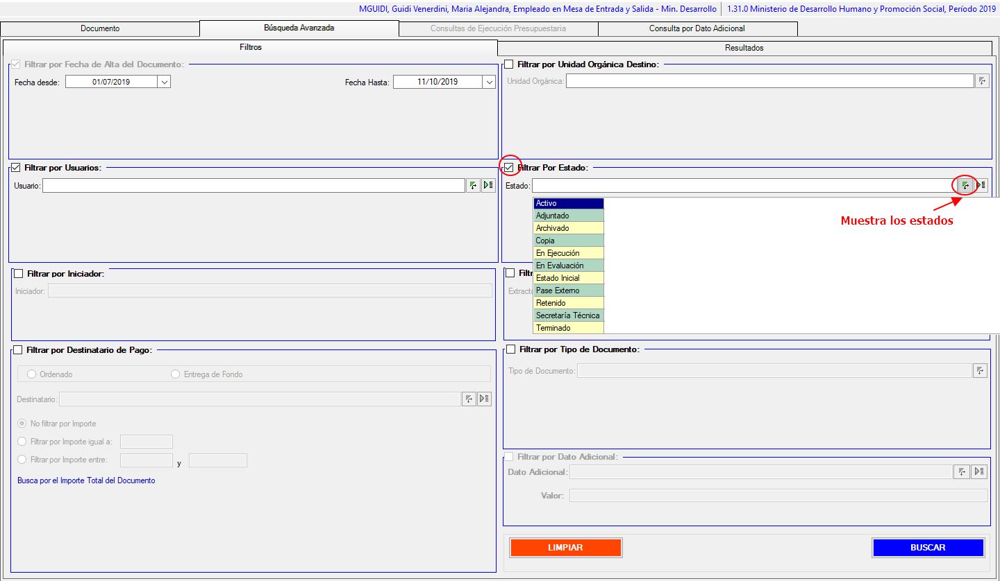 MGUIDI, Guidi Venerdini, Maria Alejandra, Empleado en Mesa de Entrada y Salida - Min. Desarrollo
1.31.0 Ministerio de Desarrollo Humano y Promoción Social, Período 2019
Documento
Búsqueda Avanzada
Consultas de Ejecución Presupuestaria
Consulta por Dato Adicional
Filtros
Resultados
Filtrar por Fecha de Alta del Documento:
Fecha desde: 01/07/2019
Fecha Hasta: 11/10/2019
Filtrar por Unidad Orgánica Destino:
Unidad Orgánica:
Filtrar por Usuarios:
Usuario:
Filtrar Por Estado:
Estado:
Activo
Adjuntado
Archivado
Copia
En Ejecución
En Evaluación
Estado Inicial
Pase Externo
Retenido
Secretaría Técnica
Terminado
Muestra los estados
Filtrar por Iniciador:
Iniciador:
Filtr
Extracto
Filtrar por Destinatario de Pago:
Ordenado
Entrega de Fondo
Destinatario:
No filtrar por Importe
Filtrar por Importe igual a:
Filtrar por Importe entre:
y
Busca por el Importe Total del Documento
Filtrar por Tipo de Documento:
Tipo de Documento:
Filtrar por Dato Adicional:
Dato Adicional:
Valor:
LIMPIAR
BUSCAR